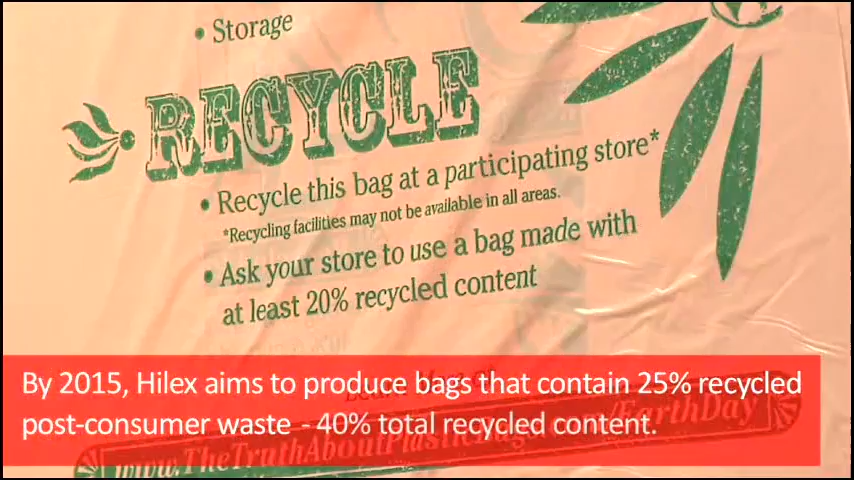 • Storage
RECYCLE
• Recycle this bag at a participating store*
*Recycling facilities may not be available in all areas.
• Ask your store to use a bag made with
at least 20% recycled content
By 2015, Hilex aims to produce bags that contain 25% recycled
post-consumer waste - 40% total recycled content.
www.TheTruthAboutPlasticBags.com/EarthDay